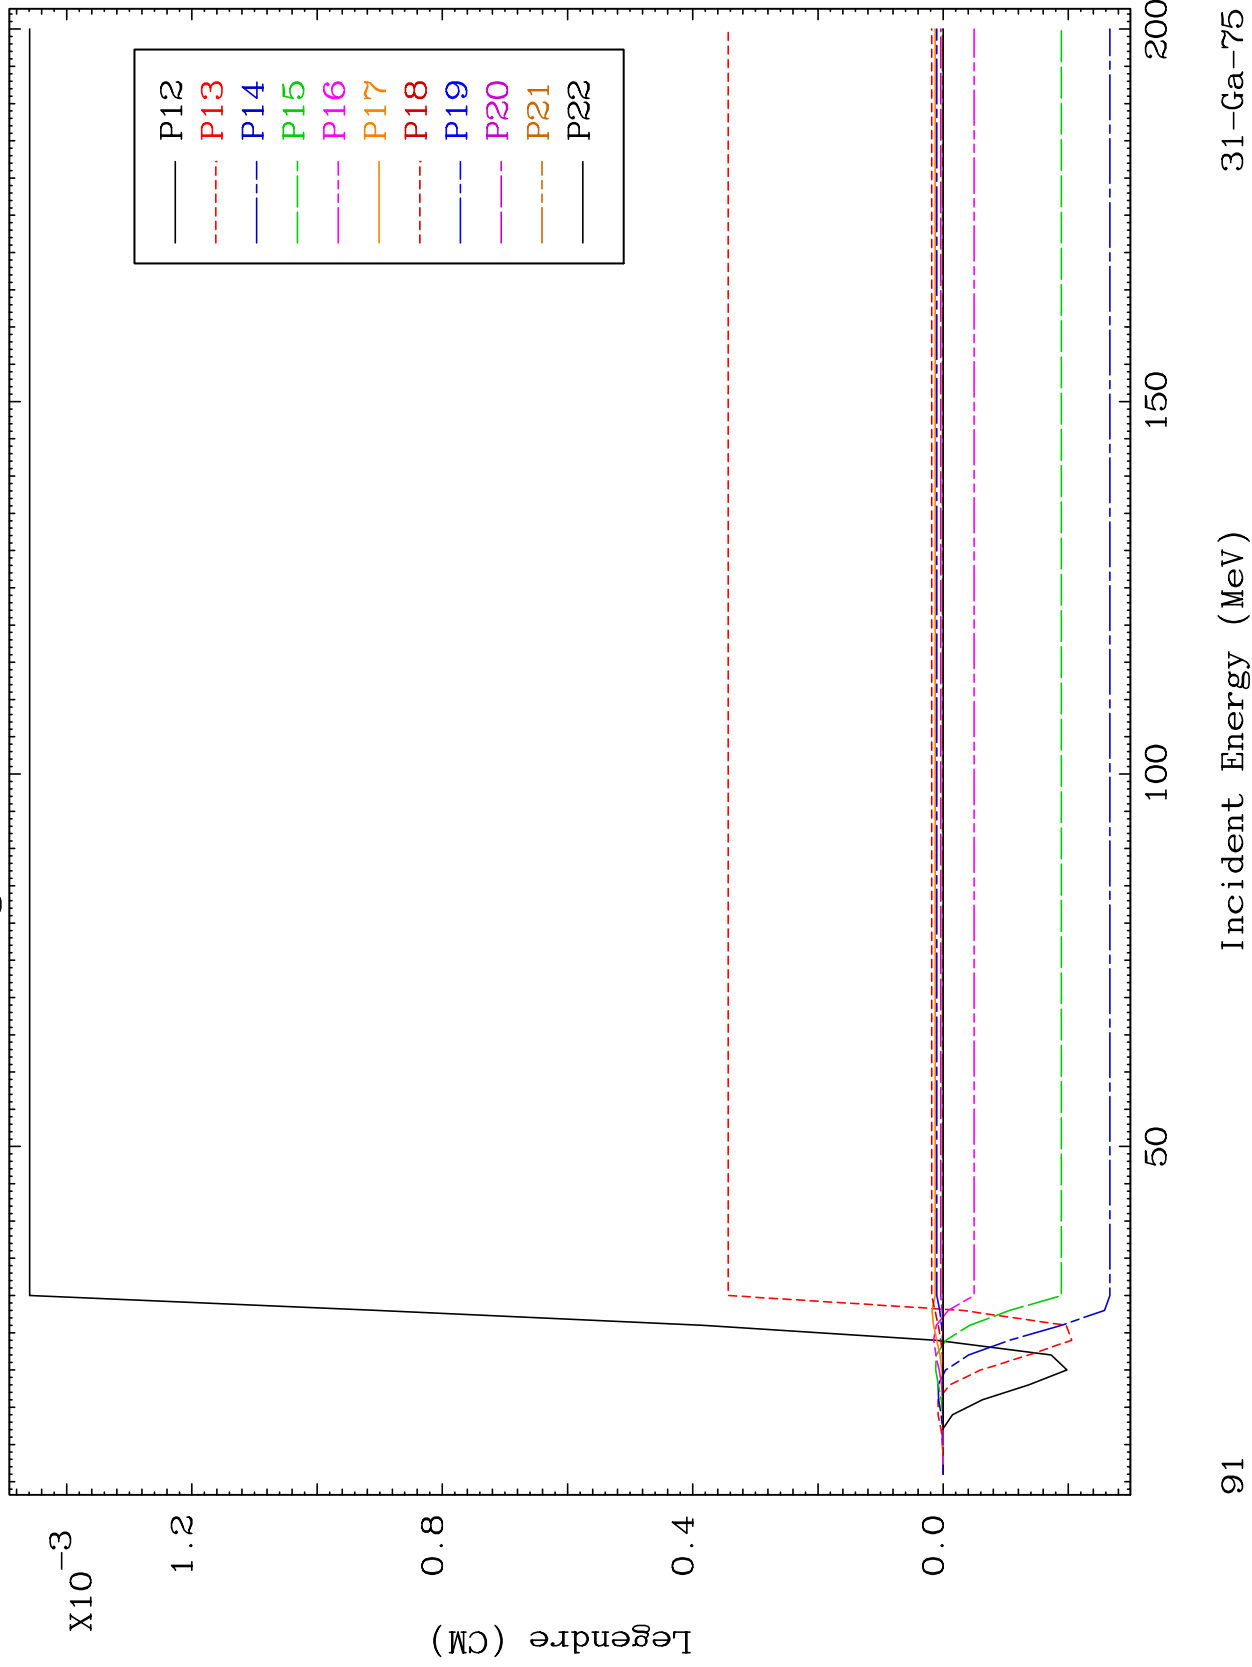 X10-3
1.2
0.8
0.4
0.0
Legendre (CM)
P12
P13
P14
P15
P16
P17
P18
P19
P20
P21
P22
50
100
150
200
Incident Energy (MeV)
91
31-Ga-75